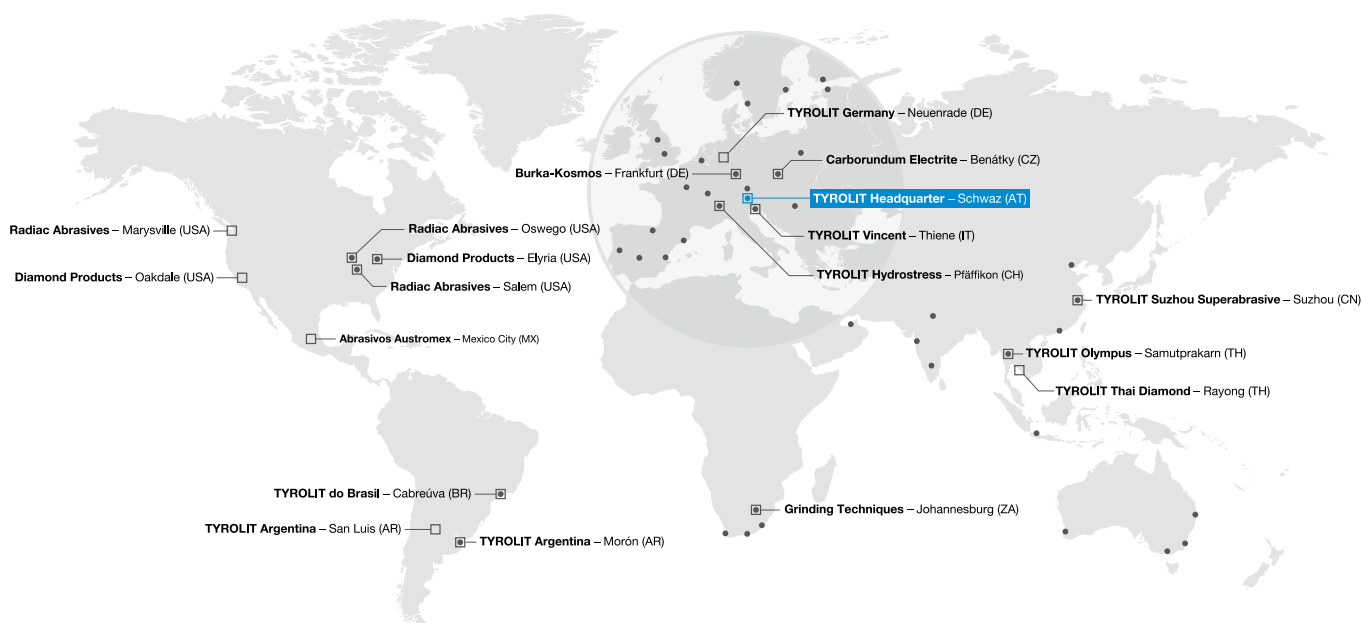 TYROLIT Germany – Neuenrade (DE)
Carborundum Electrite – Benátky (CZ)
Burka-Kosmos – Frankfurt (DE)
TYROLIT Headquarter – Schwaz (AT)
Radiac Abrasives – Marysville (USA)
Radiac Abrasives – Oswego (USA)
TYROLIT Vincent – Thiene (IT)
Diamond Products – Elyria (USA)
Diamond Products – Oakdale (USA)
TYROLIT Hydrostress – Pfäffikon (CH)
Radiac Abrasives – Salem (USA)
TYROLIT Suzhou Superabrasive – Suzhou (CN)
Abrasivos Austromex – Mexico City (MX)
TYROLIT Olympus – Samutprakarn (TH)
TYROLIT Thai Diamond – Rayong (TH)
TYROLIT do Brasil – Cabreúva (BR)
Grinding Techniques – Johannesburg (ZA)
TYROLIT Argentina – San Luis (AR)
TYROLIT Argentina – Morón (AR)